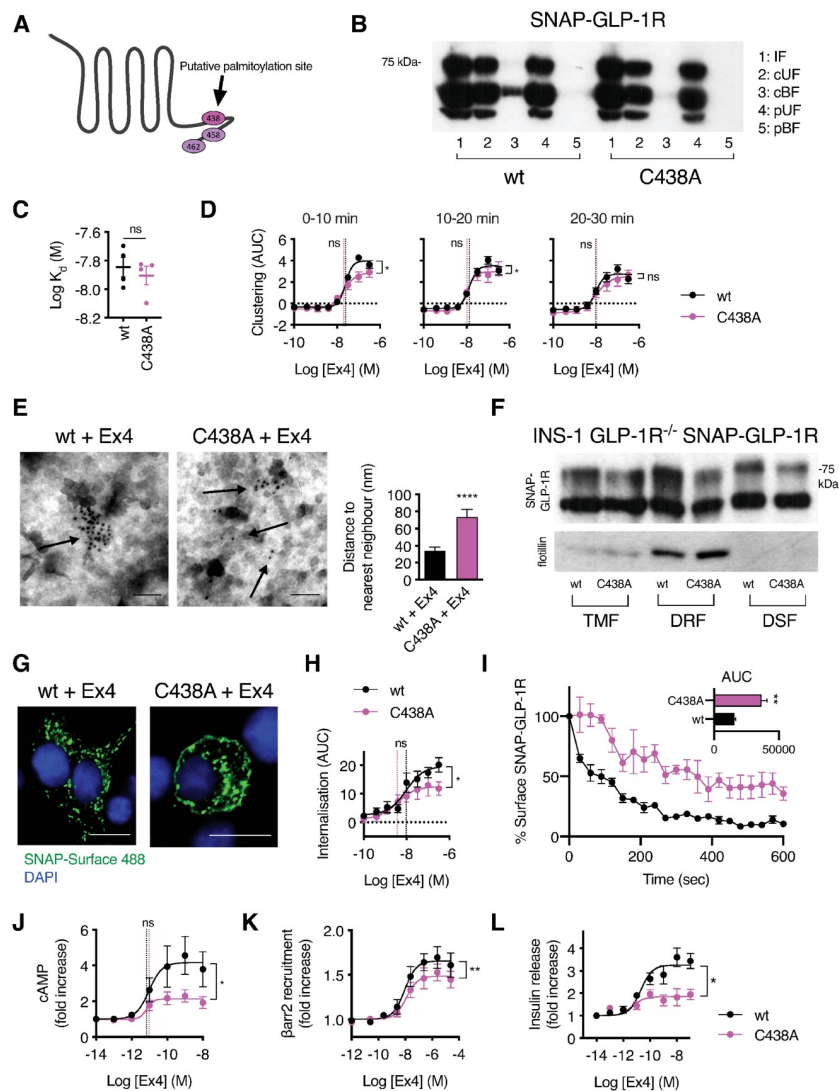 A
Putative palmitoylation site
438
458
462
B
SNAP-GLP-1R
75 kDa-
1: IF
2: cUF
3: cBF
4: pUF
5: pBF
1 2 3 4 5 1 2 3 4 5
wt C438A
C
ns
Log Kd (M)
-7.6
-7.8
-8.0
-8.2
wt C438A
D
0-10 min 10-20 min 20-30 min
ns ns ns
Clustering (AUC)
6
4
2
0
-2
* * ns
-10 -8 -6 -10 -8 -6 -10 -8 -6
Log [Ex4] (M) Log [Ex4] (M) Log [Ex4] (M)
wt
C438A
E
wt + Ex4 C438A + Ex4
Distance to
nearest neighbour (nm)
100
80
60
40
20
0
****
wt + Ex4 C438A + Ex4
F
INS-1 GLP-1R-/- SNAP-GLP-1R
SNAP-
GLP-1R
-75
kDa
flotillin
wt C438A wt C438A wt C438A
TMF DRF DSF
G
wt + Ex4 C438A + Ex4
SNAP-Surface 488
DAPI
H
wt
C438A
ns
Internalisation (AUC)
20
10
0
*
-10 -8 -6
Log [Ex4] (M)
I
AUC
C438A
wt
**
0 50000
% Surface SNAP-GLP-1R
100
50
0
0 200 400 600
Time (sec)
J
ns
cAMP
(fold increase)
6
4
2
0
*
-14 -12 -10 -8
Log [Ex4] (M)
K
βarr2 recruitment
(fold increase)
2.0
1.5
1.0
**
-12 -10 -8 -6 -4
Log [Ex4] (M)
L
Insulin release
(fold increase)
4
3
2
1
0
*
-14 -12 -10 -8
Log [Ex4] (M)
wt
C438A